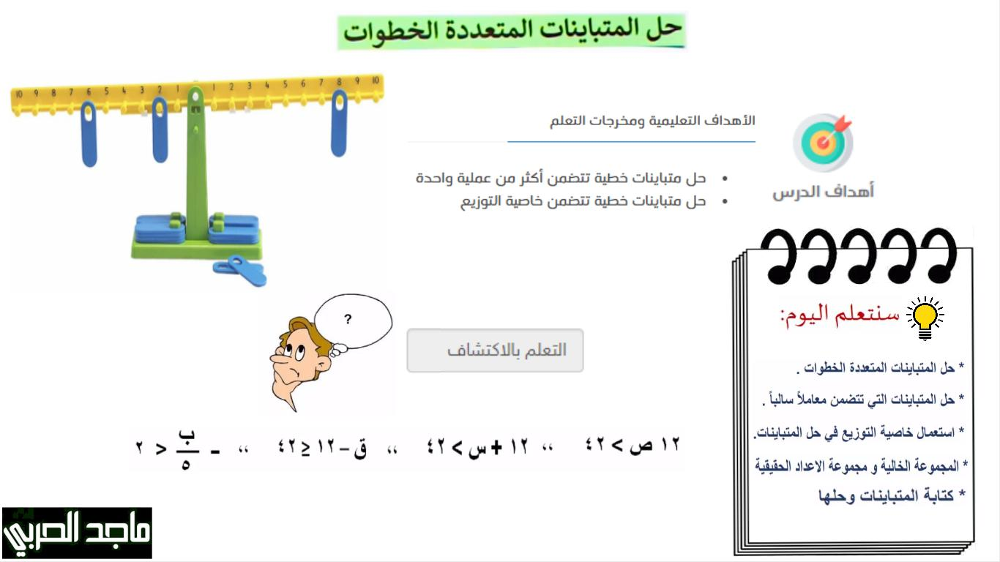 حل المتباينات المتعددة الخطوات
10 9 8 7 6 5 4 3 2 1 1 2 3 4 5 6 7 8 9 10
الأهداف التعليمية ومخرجات التعلم
حل متباينات خطية تتضمن أكثر من عملية واحدة
حل متباينات خطية تتضمن خاصية التوزيع
أهداف الدرس
سنتعلم اليوم:
* حل المتباينات المتعددة الخطوات .
* حل المتباينات التي تتضمن معاملاً سالباً .
* استعمال خاصية التوزيع في حل المتباينات.
* المجموعة الخالية و مجموعة الاعداد الحقيقية
* كتابة المتباينات وحلها
?
التعلم بالاكتشاف
١٢ ص > ٤٢ ،، ١٢ + س > ٤٢ ،، ق – ١٢ ≤ ٤٢ ،، - ب/٥ < ٢
ماجد الحربي